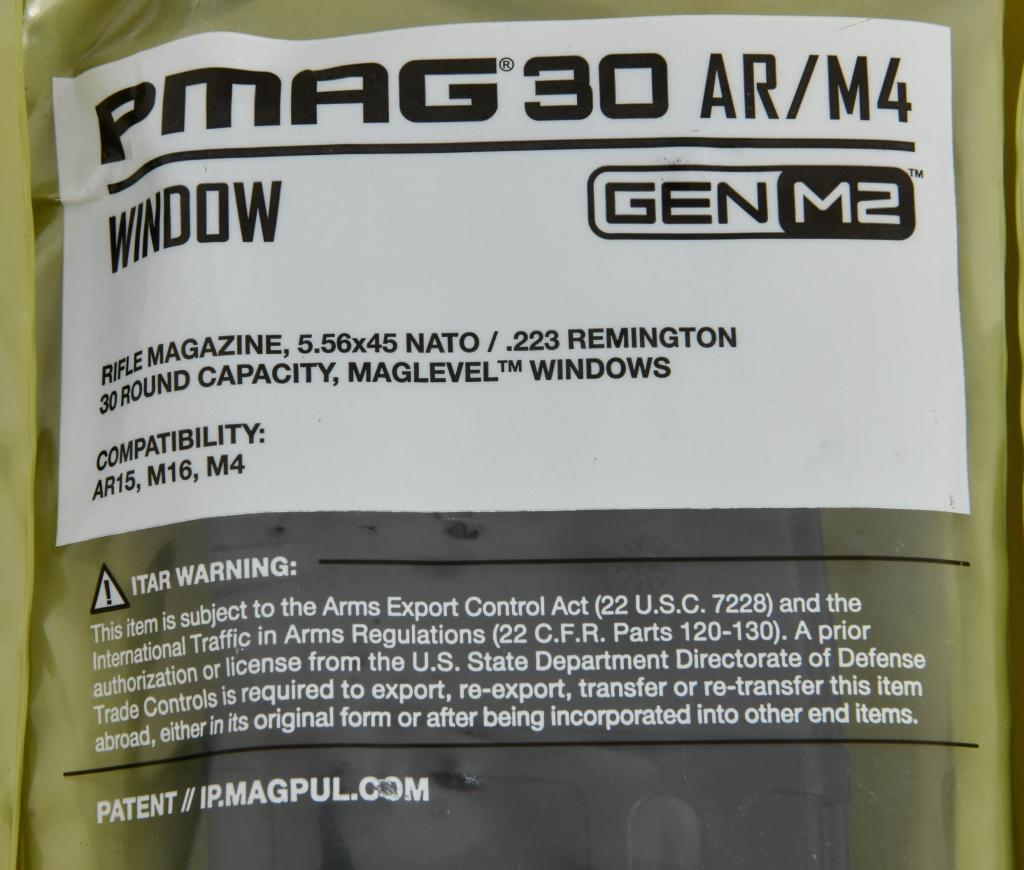 PMAG® 30 AR/M4
WINDOW
GEN M2™
RIFLE MAGAZINE, 5.56x45 NATO / .223 REMINGTON
30 ROUND CAPACITY, MAGLEVEL™ WINDOWS
COMPATIBILITY:
AR15, M16, M4
ITAR WARNING:
This item is subject to the Arms Export Control Act (22 U.S.C. 7228) and the
International Traffic in Arms Regulations (22 C.F.R. Parts 120-130). A prior
authorization or license from the U.S. State Department Directorate of Defense
Trade Controls is required to export, re-export, transfer or re-transfer this item
abroad, either in its original form or after being incorporated into other end items.
PATENT // IP.MAGPUL.COM